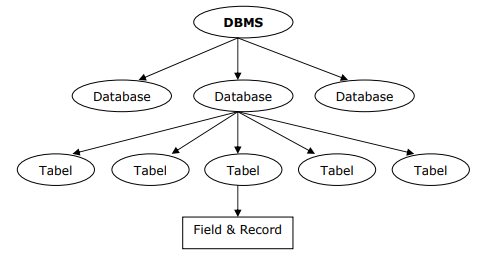 DBMS
Database Database Database
Tabel Tabel Tabel Tabel Tabel
Field & Record